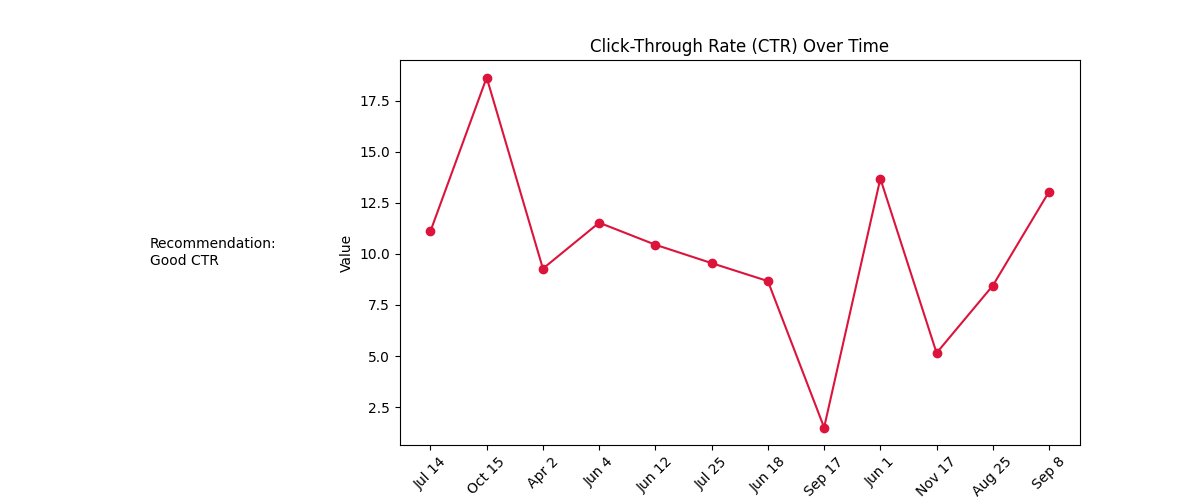 Click-Through Rate (CTR) Over Time
Recommendation:
Good CTR
Value
17.5
15.0
12.5
10.0
7.5
5.0
2.5
Jul 14
Oct 15
Apr 2
Jun 4
Jun 12
Jul 25
Jun 18
Sep 17
Jun 1
Nov 17
Aug 25
Sep 8